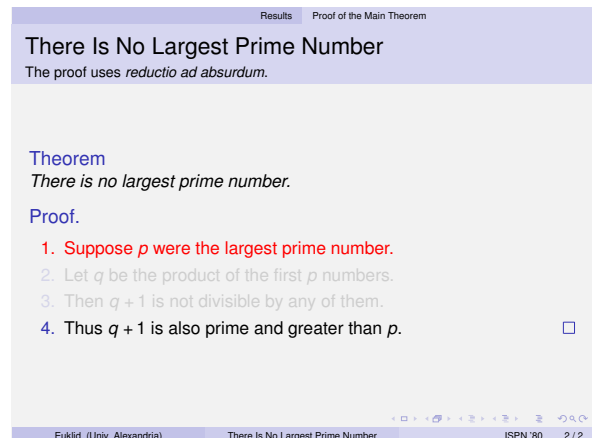 Results Proof of the Main Theorem
There Is No Largest Prime Number
The proof uses reductio ad absurdum.
Theorem
There is no largest prime number.
Proof.
1. Suppose p were the largest prime number.
2. Let q be the product of the first p numbers.
3. Then q + 1 is not divisible by any of them.
4. Thus q + 1 is also prime and greater than p.
Euklid (Univ. Alexandria) There Is No Largest Prime Number ISPN '80 2 / 2